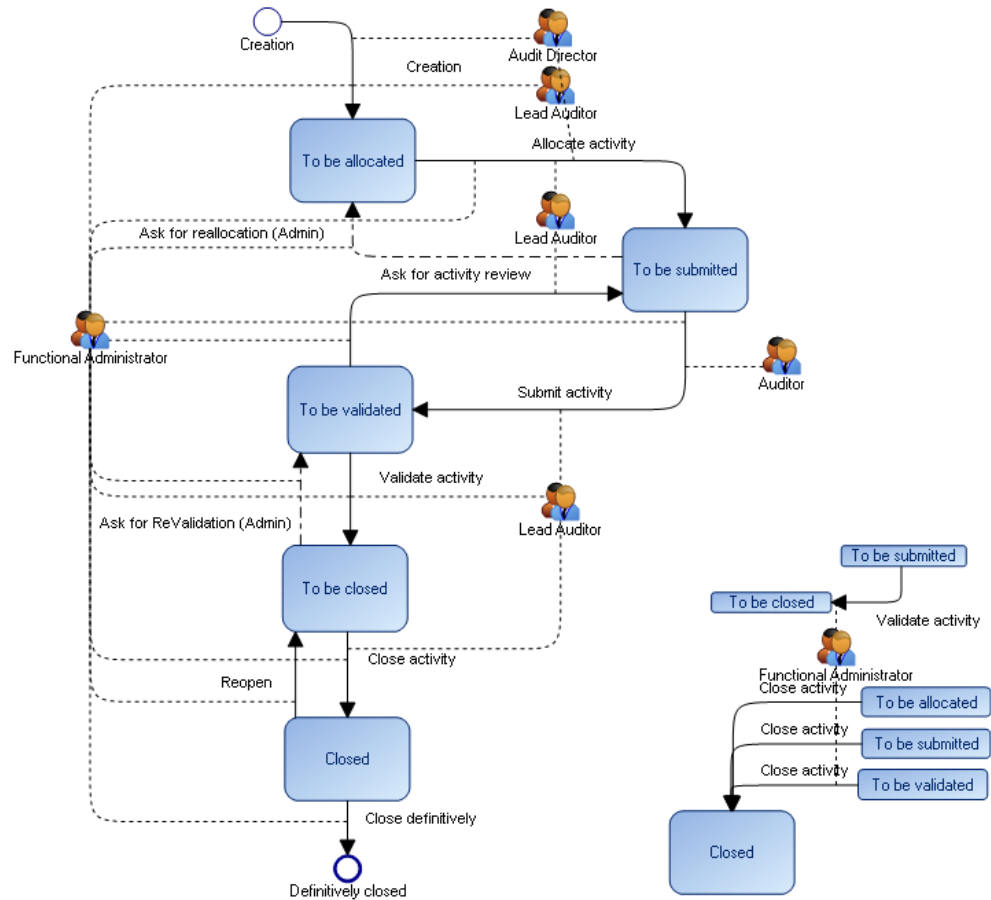 Creation
Audit Director
Creation
Lead Auditor
Allocate activity
To be allocated
Ask for reallocation (Admin)
Lead Auditor
To be submitted
Ask for activity review
Functional Administrator
Auditor
Submit activity
To be validated
Validate activity
Ask for ReValidation (Admin)
Lead Auditor
To be closed
Close activity
Reopen
Closed
Close definitively
Definitively closed
To be submitted
To be closed
Validate activity
Functional Administrator
Close activity
To be allocated
Close activity
To be submitted
Close activity
To be validated
Closed